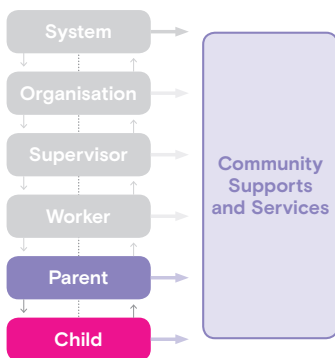 System
Organisation
Supervisor
Worker
Parent
Child
Community
Supports
and Services